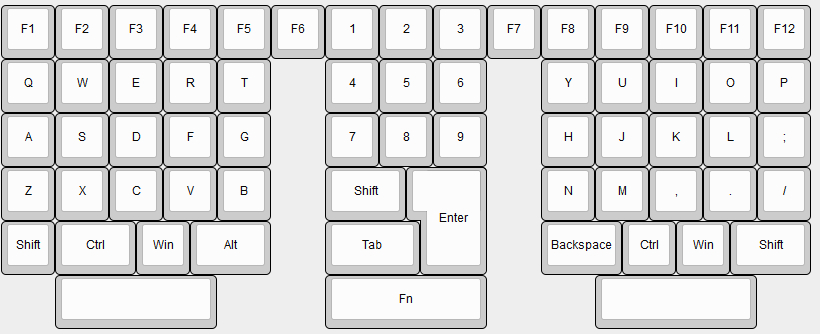 F1 F2 F3 F4 F5 F6 1 2 3 F7 F8 F9 F10 F11 F12
Q W E R T 4 5 6 Y U I O P
A S D F G 7 8 9 H J K L ;
Z X C V B Shift N M , . /
Enter
Shift Ctrl Win Alt Tab Backspace Ctrl Win Shift
Fn